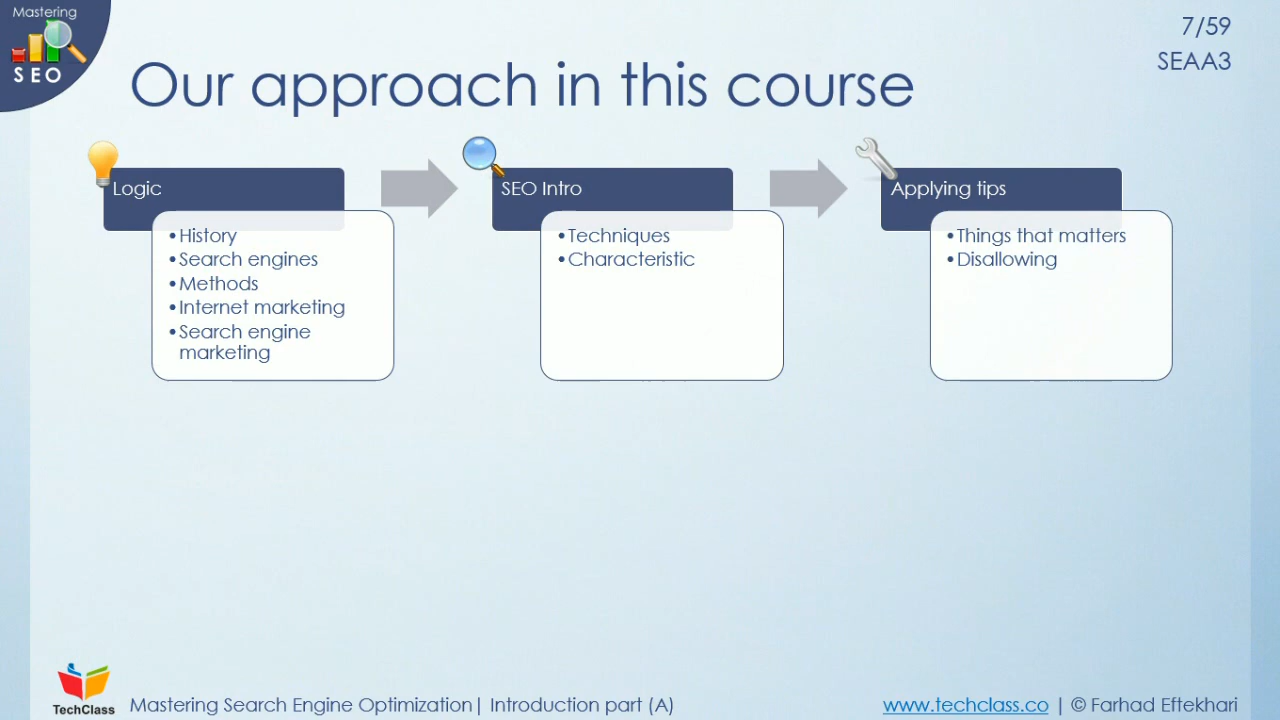 Mastering
SEO
7/59
SEAA3
Our approach in this course
Logic
•History
•Search engines
•Methods
•Internet marketing
•Search engine
marketing
SEO Intro
•Techniques
•Characteristic
Applying tips
•Things that matters
•Disallowing
TechClass
Mastering Search Engine Optimization| Introduction part (A)
www.techclass.co | © Farhad Eftekhari